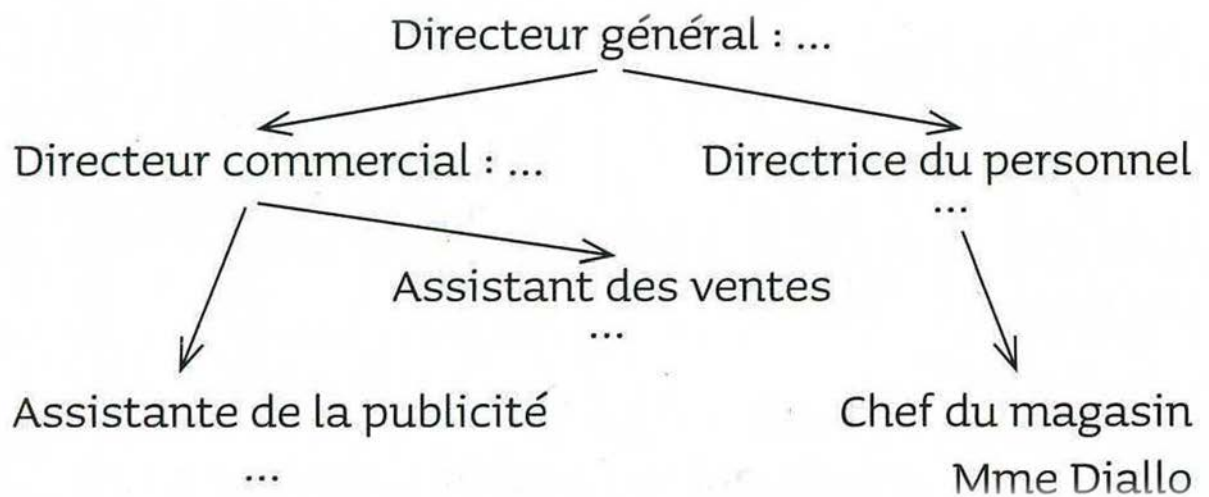 Directeur général : ...
Directeur commercial : ...
Directrice du personnel
...
Assistant des ventes
...
Assistante de la publicité
...
Chef du magasin
Mme Diallo